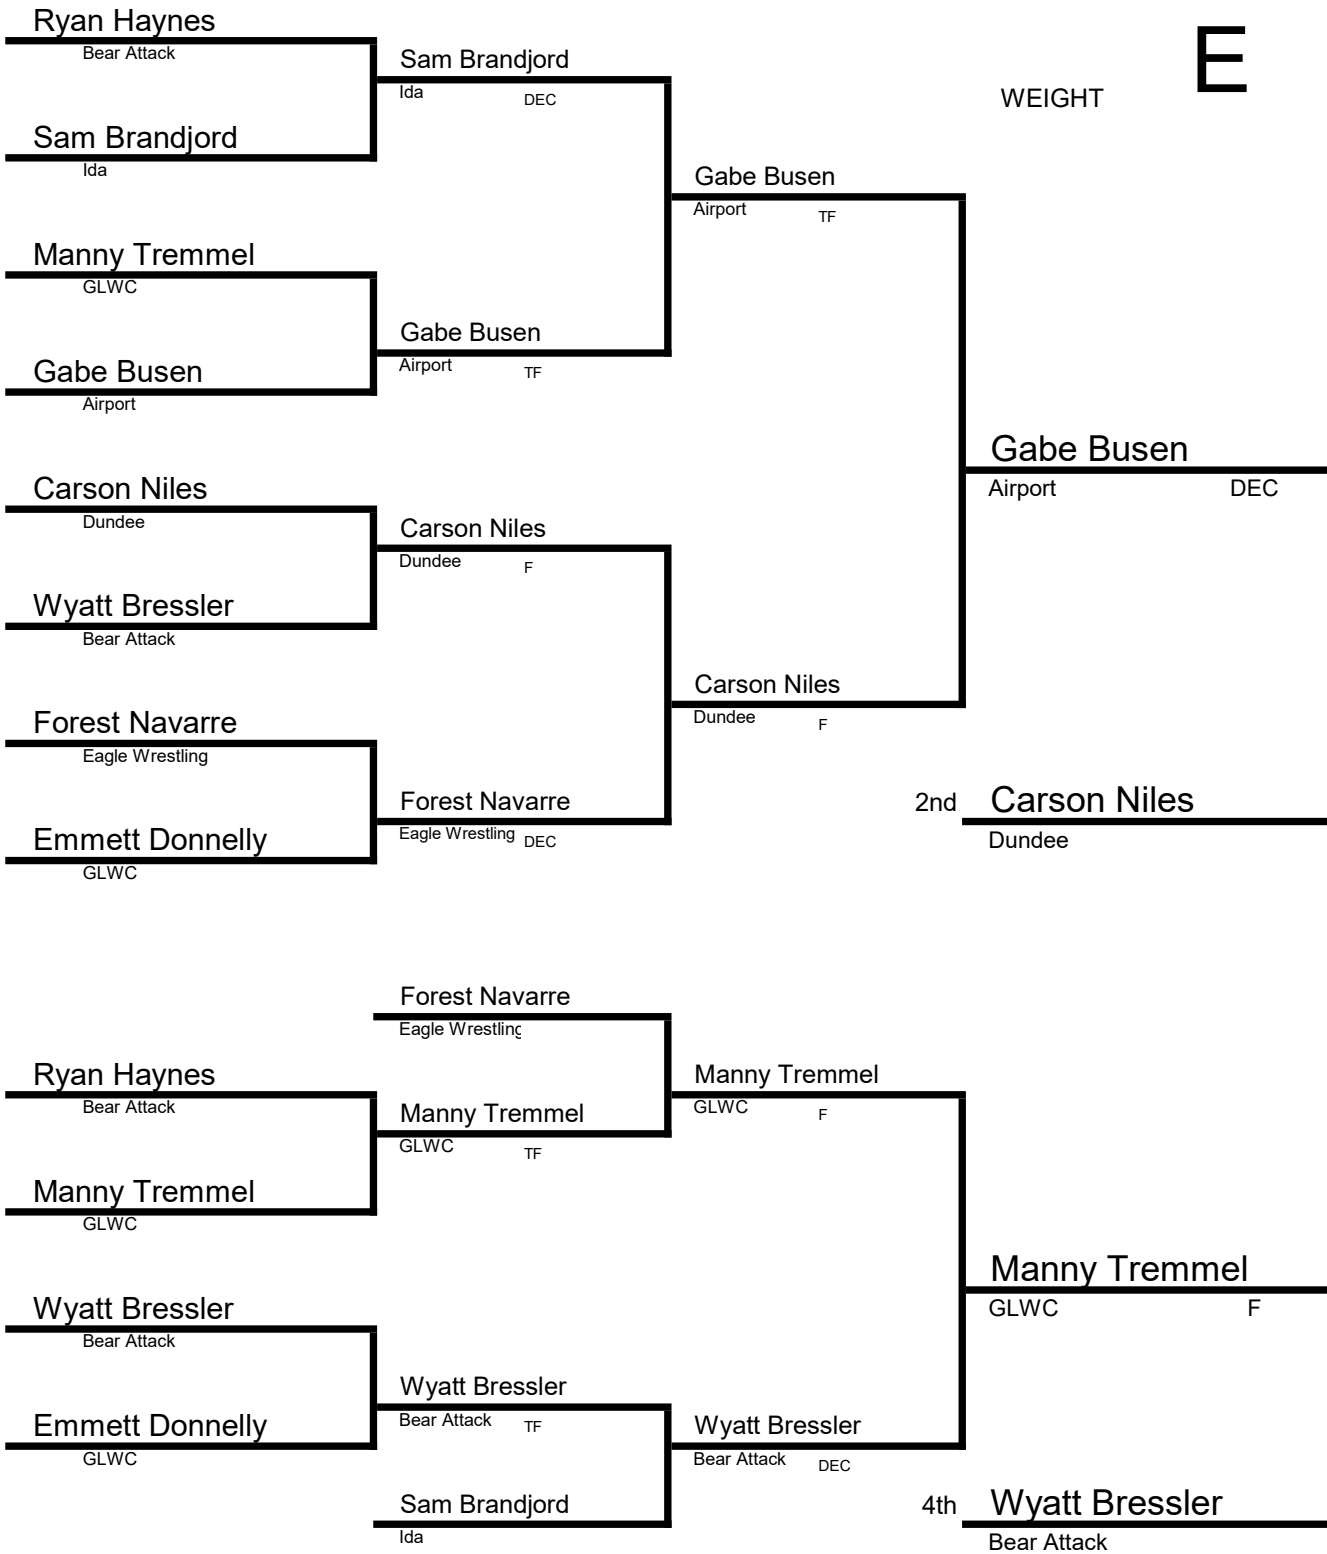 Ryan Haynes
Bear Attack
Sam Brandjord
Ida DEC
E
WEIGHT
Sam Brandjord
Ida
Gabe Busen
Airport TF
Manny Tremmel
GLWC
Gabe Busen
Airport TF
Gabe Busen
Airport
Gabe Busen
Airport DEC
Carson Niles
Dundee
Carson Niles
Dundee F
Wyatt Bressler
Bear Attack
Carson Niles
Dundee F
Forest Navarre
Eagle Wrestling
Forest Navarre
Eagle Wrestling DEC
2nd Carson Niles
Dundee
Emmett Donnelly
GLWC
Forest Navarre
Eagle Wrestling
Ryan Haynes
Bear Attack
Manny Tremmel
GLWC F
Manny Tremmel
GLWC TF
Manny Tremmel
GLWC
Manny Tremmel
GLWC F
Wyatt Bressler
Bear Attack
Wyatt Bressler
Bear Attack TF
Emmett Donnelly
GLWC
Wyatt Bressler
Bear Attack DEC
Sam Brandjord
Ida
4th Wyatt Bressler
Bear Attack